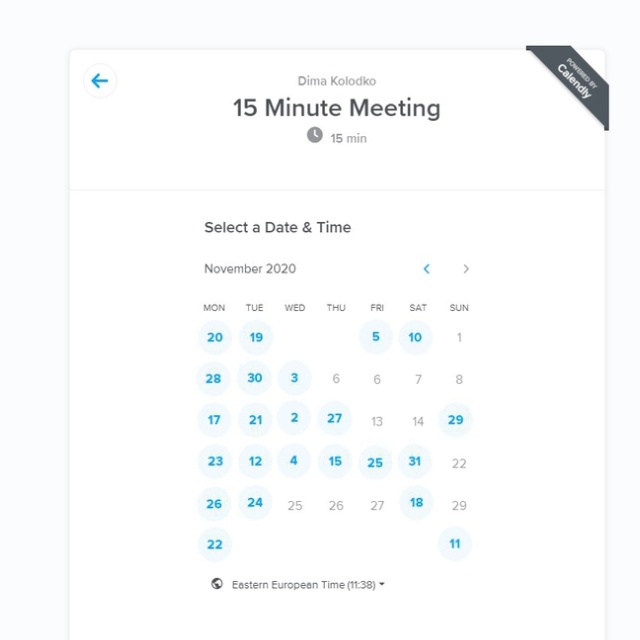 POWERED BY
Calendly
Dima Kolodko
15 Minute Meeting
15 min
Select a Date & Time
November 2020
MON TUE WED THU FRI SAT SUN
20 19 5 10 1
28 30 3 6 6 7 8
17 21 2 27 13 14 29
23 12 4 15 25 31 22
26 24 25 26 27 18 29
22 11
Eastern European Time (11:38)